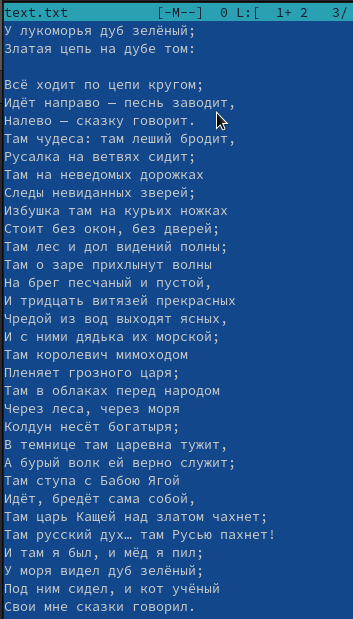 text.txt [-M--] 0 L:[ 1+ 2 3/
У лукоморья дуб зелёный;
Златая цепь на дубе том:

Всё ходит по цепи кругом;
Идёт направо — песнь заводит,
Налево — сказку говорит.
Там чудеса: там леший бродит,
Русалка на ветвях сидит;
Там на неведомых дорожках
Следы невиданных зверей;
Избушка там на курьих ножках
Стоит без окон, без дверей;
Там лес и дол видений полны;
Там о заре прихлынут волны
На брег песчаный и пустой,
И тридцать витязей прекрасных
Чредой из вод выходят ясных,
И с ними дядька их морской;
Там королевич мимоходом
Пленяет грозного царя;
Там в облаках перед народом
Через леса, через моря
Колдун несёт богатыря;
В темнице там царевна тужит,
А бурый волк ей верно служит;
Там ступа с Бабою Ягой
Идёт, бредёт сама собой,
Там царь Кащей над златом чахнет;
Там русский дух… там Русью пахнет!
И там я был, и мёд я пил;
У моря видел дуб зелёный;
Под ним сидел, и кот учёный
Свои мне сказки говорил.